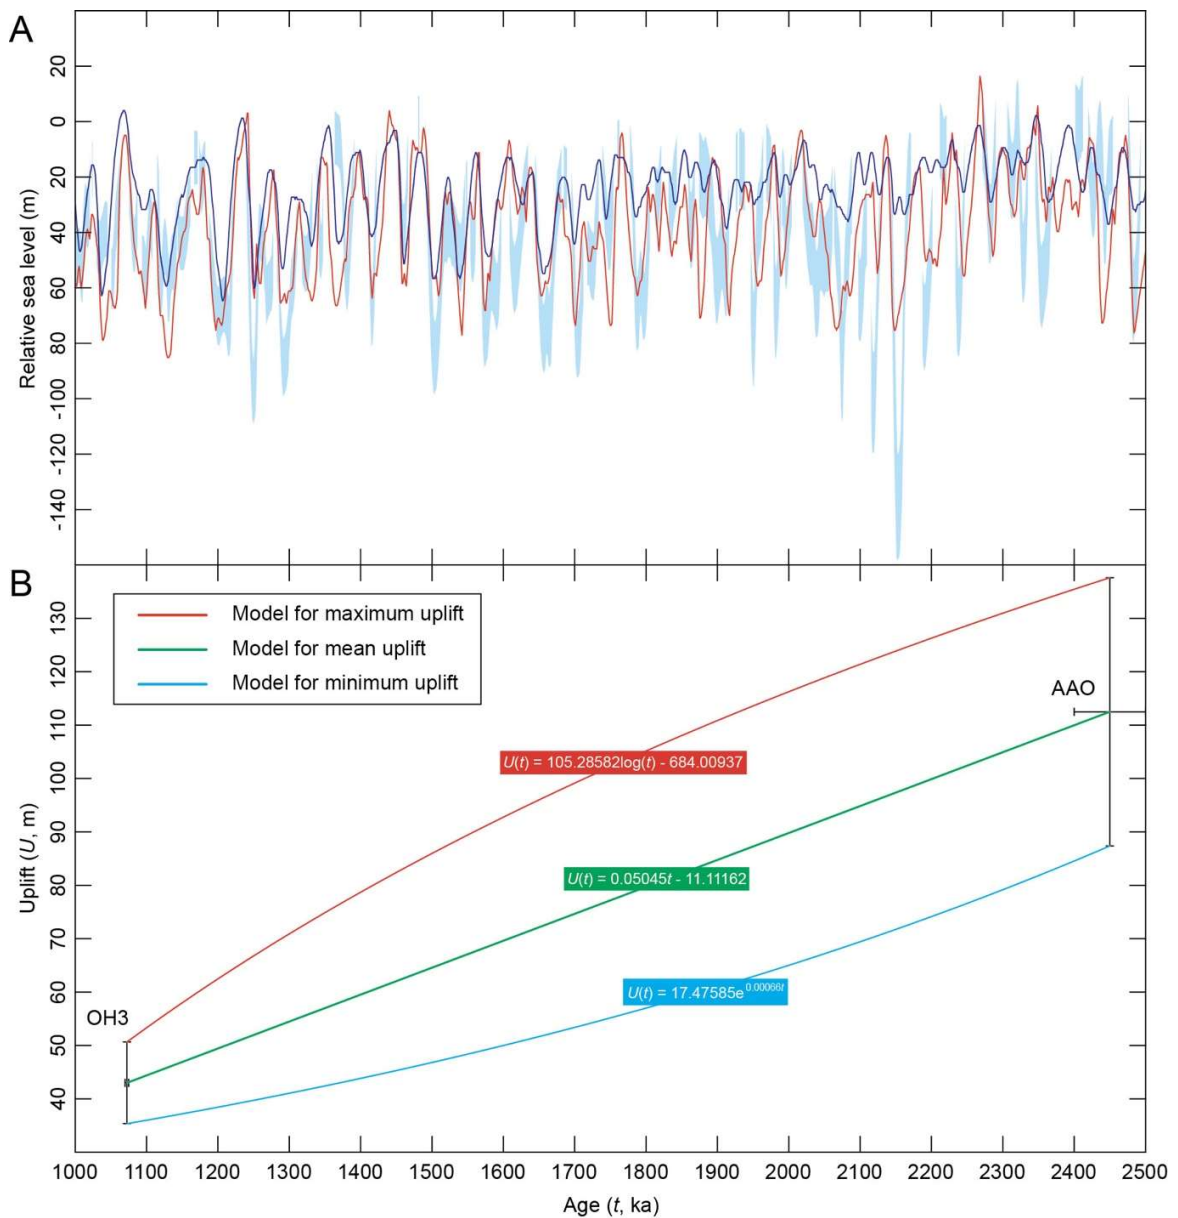 A
20
0
20
40
60
80
-100
-120
-140
Relative sea level (m)
B
Model for maximum uplift
Model for mean uplift
Model for minimum uplift
130
120
110
100
90
80
70
60
50
40
Uplift (U, m)
AAO
U(t) = 105.28582log(t) - 684.00937
U(t) = 0.05045t - 11.11162
U(t) = 17.47585e^0.00066t
OH3
1000 1100 1200 1300 1400 1500 1600 1700 1800 1900 2000 2100 2200 2300 2400 2500
Age (t, ka)